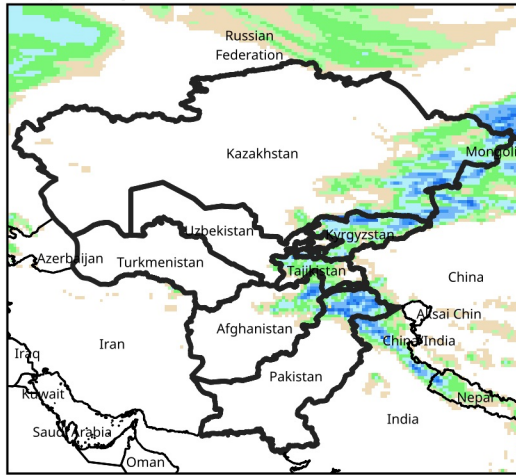 Russian
Federation
Kazakhstan
Mongoli
Uzbekistan
Kyrgyzstan
Azerbaijan
Turkmenistan
Tajikistan
China
Aksai Chin
Afghanistan
Iran
China/India
Iraq
Pakistan
Kuwait
Nepal
India
Saudi Arabia
Oman